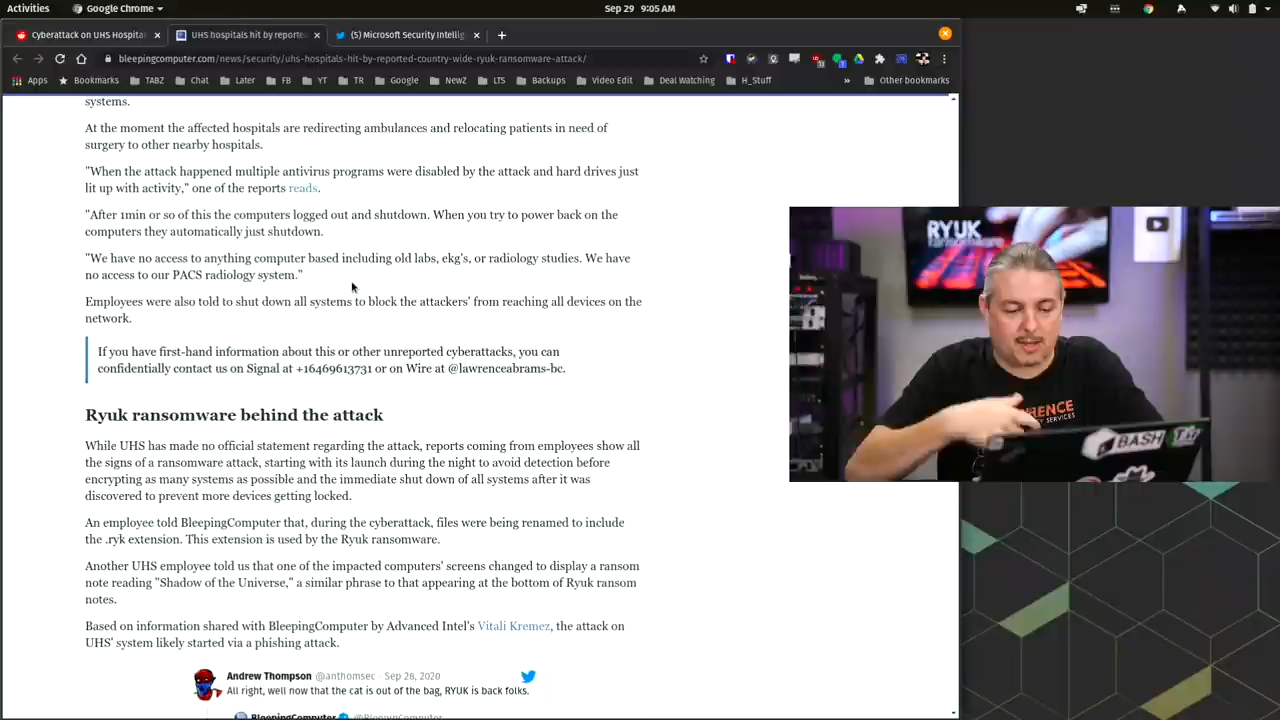 Activities
Google Chrome
Sep 29 9:05 AM
Cyberattack on UHS Hospita
UHS hospitals hit by reporte
(5) Microsoft Security Intellig
bleepingcomputer.com/news/security/uhs-hospitals-hit-by-reported-country-wide-ryuk-ransomware-attack/
Apps Bookmarks TABZ Chat Later FB YT TR Google NewZ LTS Backups Video Edit Deal Watching H_Stuff » Other bookmarks
systems.
At the moment the affected hospitals are redirecting ambulances and relocating patients in need of
surgery to other nearby hospitals.
"When the attack happened multiple antivirus programs were disabled by the attack and hard drives just
lit up with activity," one of the reports reads.
"After 1min or so of this the computers logged out and shutdown. When you try to power back on the
computers they automatically just shutdown.
"We have no access to anything computer based including old labs, ekg's, or radiology studies. We have
no access to our PACS radiology system."
Employees were also told to shut down all systems to block the attackers' from reaching all devices on the
network.
If you have first-hand information about this or other unreported cyberattacks, you can
confidentially contact us on Signal at +16469613731 or on Wire at @lawrenceabrams-bc.
Ryuk ransomware behind the attack
While UHS has made no official statement regarding the attack, reports coming from employees show all
the signs of a ransomware attack, starting with its launch during the night to avoid detection before
encrypting as many systems as possible and the immediate shut down of all systems after it was
discovered to prevent more devices getting locked.
An employee told BleepingComputer that, during the cyberattack, files were being renamed to include
the .ryk extension. This extension is used by the Ryuk ransomware.
Another UHS employee told us that one of the impacted computers' screens changed to display a ransom
note reading "Shadow of the Universe," a similar phrase to that appearing at the bottom of Ryuk ransom
notes.
Based on information shared with BleepingComputer by Advanced Intel's Vitali Kremez, the attack on
UHS' system likely started via a phishing attack.
Andrew Thompson @anthomsec · Sep 28, 2020
All right, well now that the cat is out of the bag, RYUK is back folks.
BleepingComputer @BleepinComputer
RYUK
ransomware
BASH